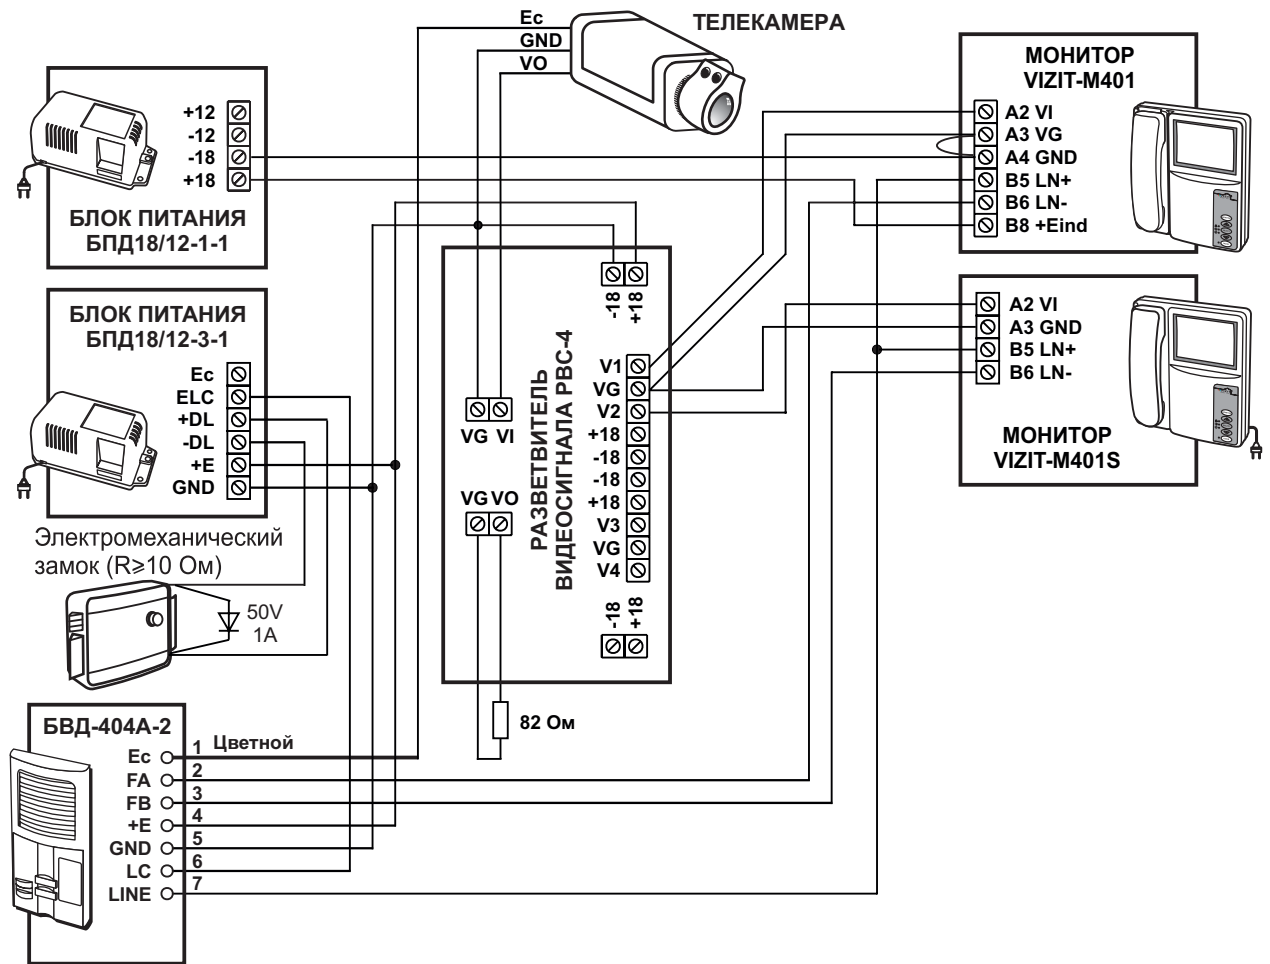 Ec
GND
VO
ТЕЛЕКАМЕРА
+12
-12
-18
+18
БЛОК ПИТАНИЯ
БПД18/12-1-1
БЛОК ПИТАНИЯ
БПД18/12-3-1
Ec
ELC
+DL
-DL
+E
GND
Электромеханический
замок (R≥10 Ом)
50V
1A
БВД-404А-2
Ec
FA
FB
+E
GND
LC
LINE
1
2
3
4
5
6
7
Цветной
РАЗВЕТВИТЕЛЬ
ВИДЕОСИГНАЛА РВС-4
-18
+18
VG VI
VG VO
V1
VG
V2
+18
-18
-18
+18
V3
VG
V4
-18
+18
82 Ом
МОНИТОР
VIZIT-M401
A2 VI
A3 VG
A4 GND
B5 LN+
B6 LN-
B8 +Eind
A2 VI
A3 GND
B5 LN+
B6 LN-
МОНИТОР
VIZIT-M401S